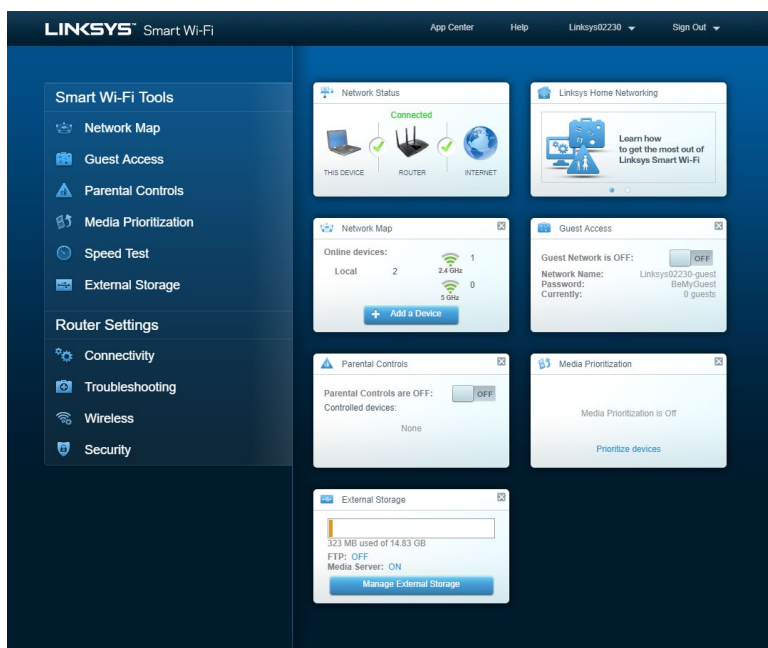 LINKSYS™ Smart Wi-Fi
App Center
Help
Linksys02230
Sign Out
Smart Wi-Fi Tools
Network Map
Guest Access
Parental Controls
Media Prioritization
Speed Test
External Storage
Router Settings
Connectivity
Troubleshooting
Wireless
Security
Network Status
Connected
THIS DEVICE
ROUTER
INTERNET
Linksys Home Networking
Learn how
to get the most out of
Linksys Smart Wi-Fi
Network Map
Online devices:
Local 2
1
2.4 GHz
0
5 GHz
+ Add a Device
Guest Access
Guest Network is OFF: OFF
Network Name: Linksys02230-guest
Password: BeMyGuest
Currently: 0 guests
Parental Controls
Parental Controls are OFF: OFF
Controlled devices:
None
Media Prioritization
Media Prioritization is Off
Prioritize devices
External Storage
323 MB used of 14.83 GB
FTP: OFF
Media Server: ON
Manage External Storage